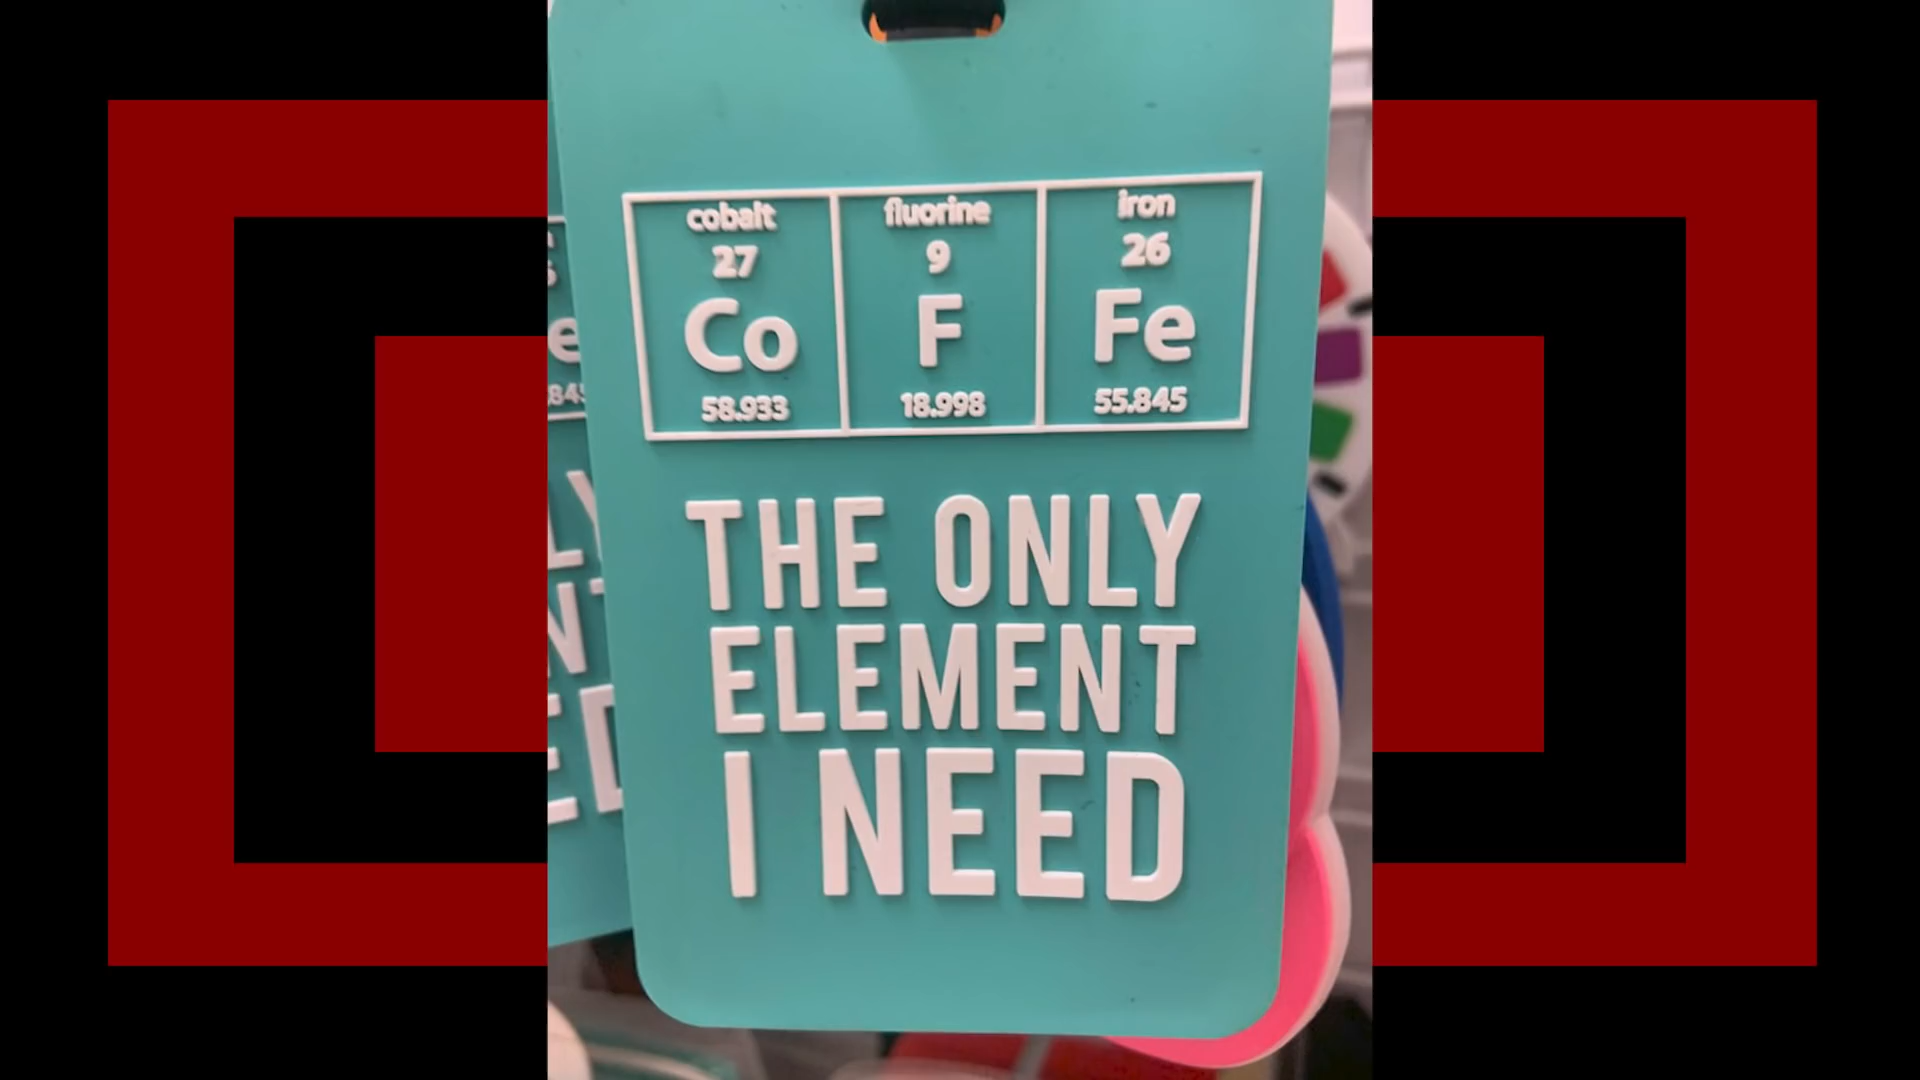 cobalt fluorine iron
27 9 26
Co F Fe
58.933 18.998 55.845
THE ONLY
ELEMENT
I NEED